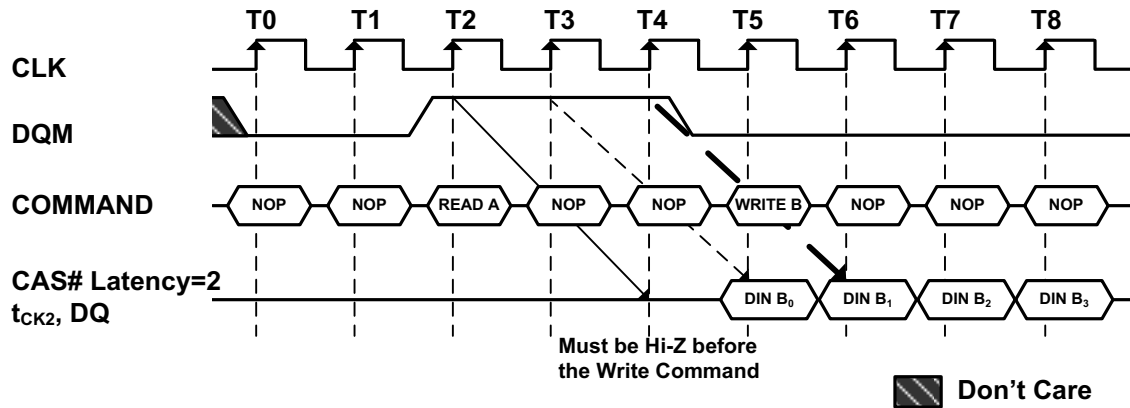 T0 T1 T2 T3 T4 T5 T6 T7 T8
CLK
DQM
COMMAND NOP NOP READ A NOP NOP WRITE B NOP NOP NOP
CAS# Latency=2
tCK2, DQ DIN B0 DIN B1 DIN B2 DIN B3
Must be Hi-Z before
the Write Command
Don't Care